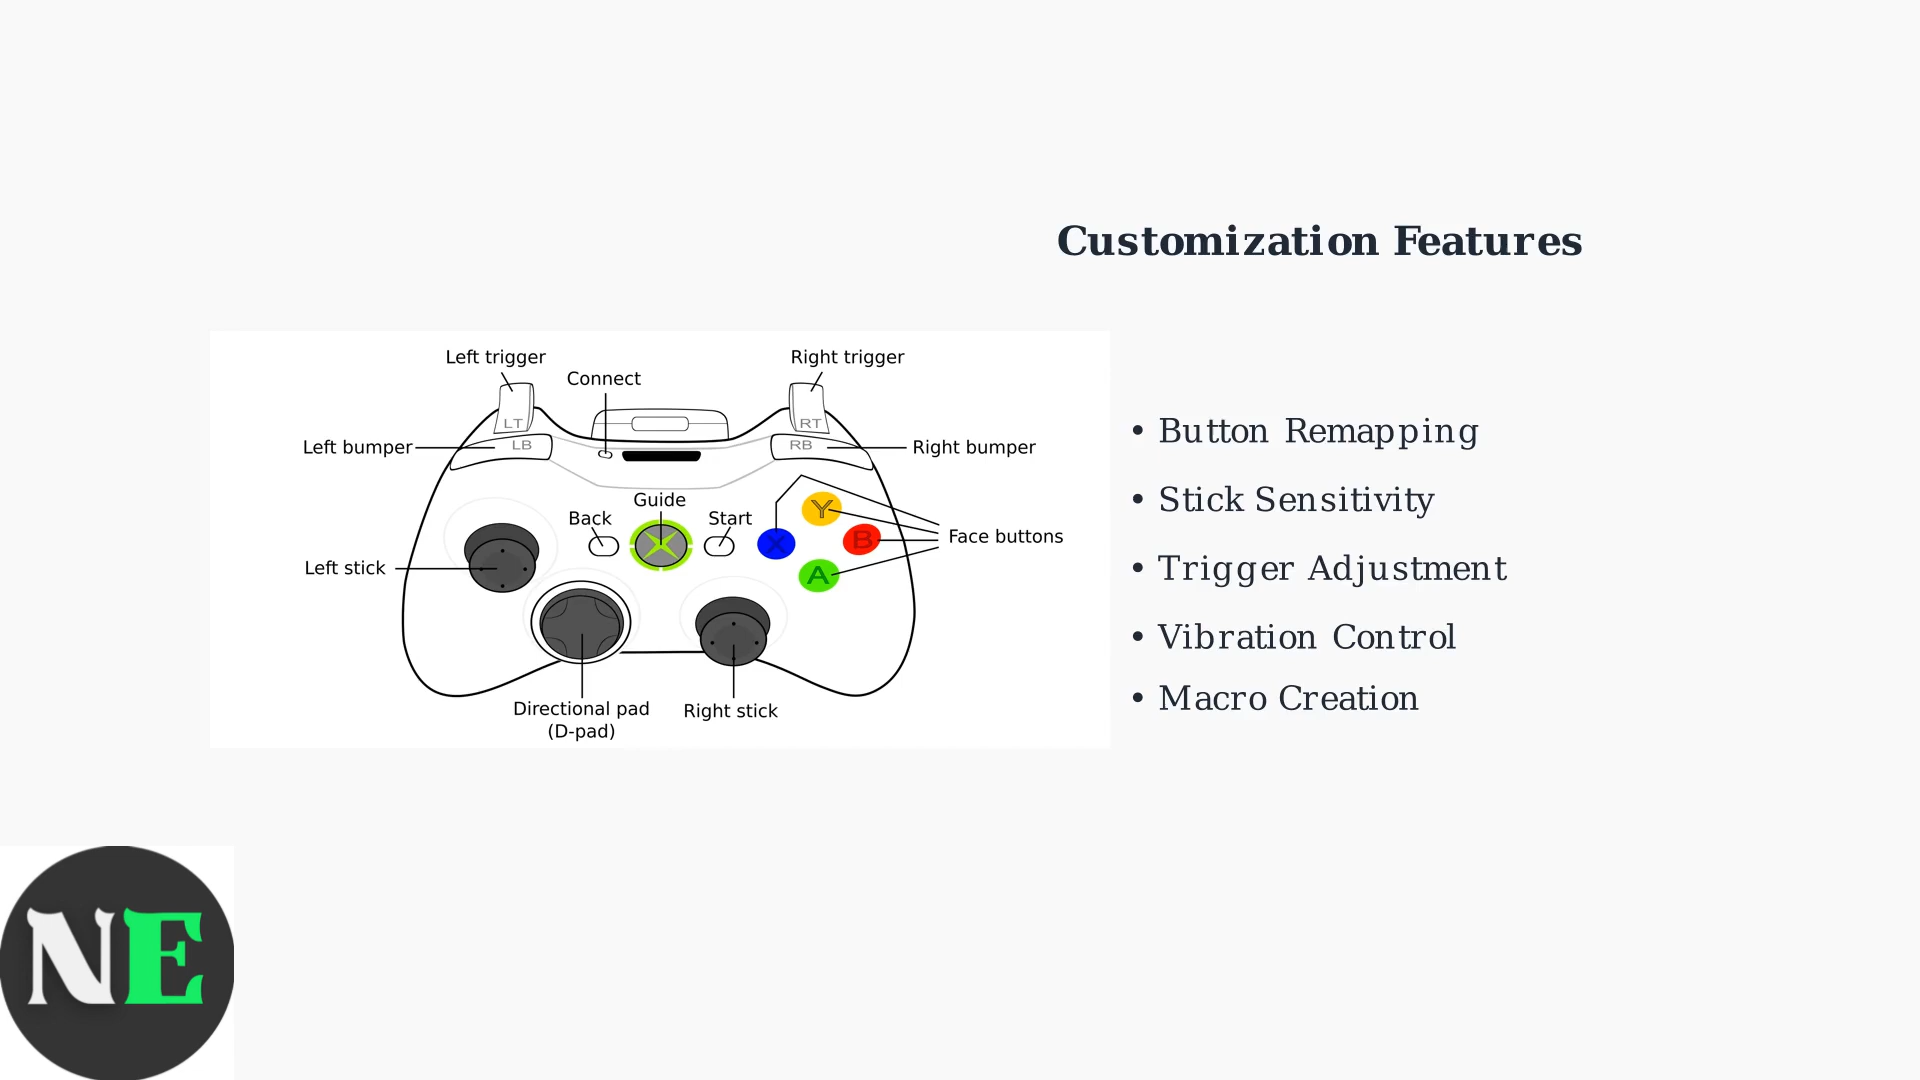 Customization Features
Left trigger
Right trigger
Connect
LT
RT
Left bumper
LB
RB
Right bumper
Guide
Back
Start
Y
X
B
Face buttons
A
Left stick
Directional pad
(D-pad)
Right stick
• Button Remapping
• Stick Sensitivity
• Trigger Adjustment
• Vibration Control
• Macro Creation
NE